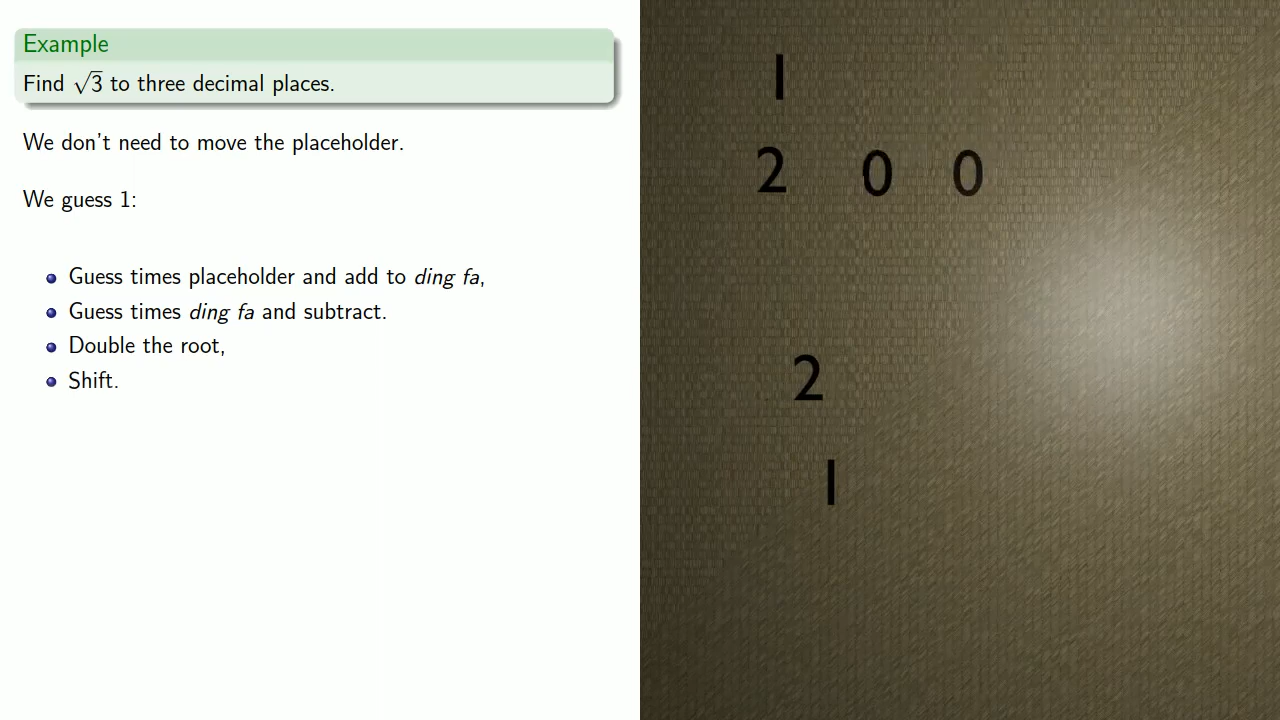 Example
Find √3 to three decimal places.
We don't need to move the placeholder.
We guess 1:
Guess times placeholder and add to ding fa,
Guess times ding fa and subtract.
Double the root,
Shift.
1
2 0 0
2
1